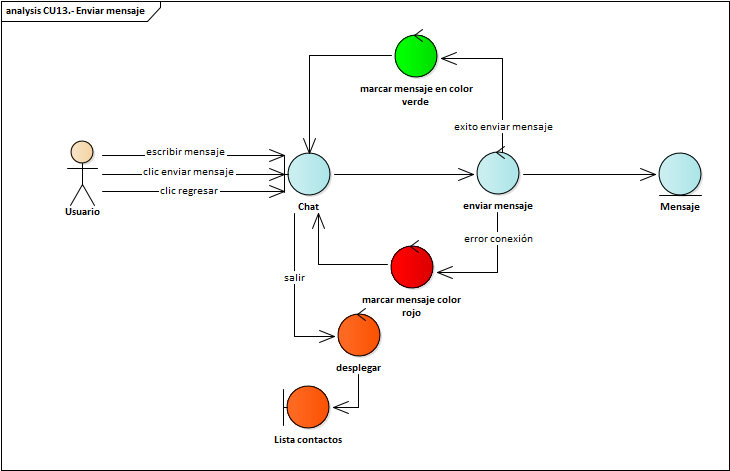 analysis CU13.- Enviar mensaje
marcar mensaje en color
verde
exito enviar mensaje
escribir mensaje
clic enviar mensaje
clic regresar
Usuario
Chat
enviar mensaje
Mensaje
error conexión
salir
marcar mensaje color
rojo
desplegar
Lista contactos